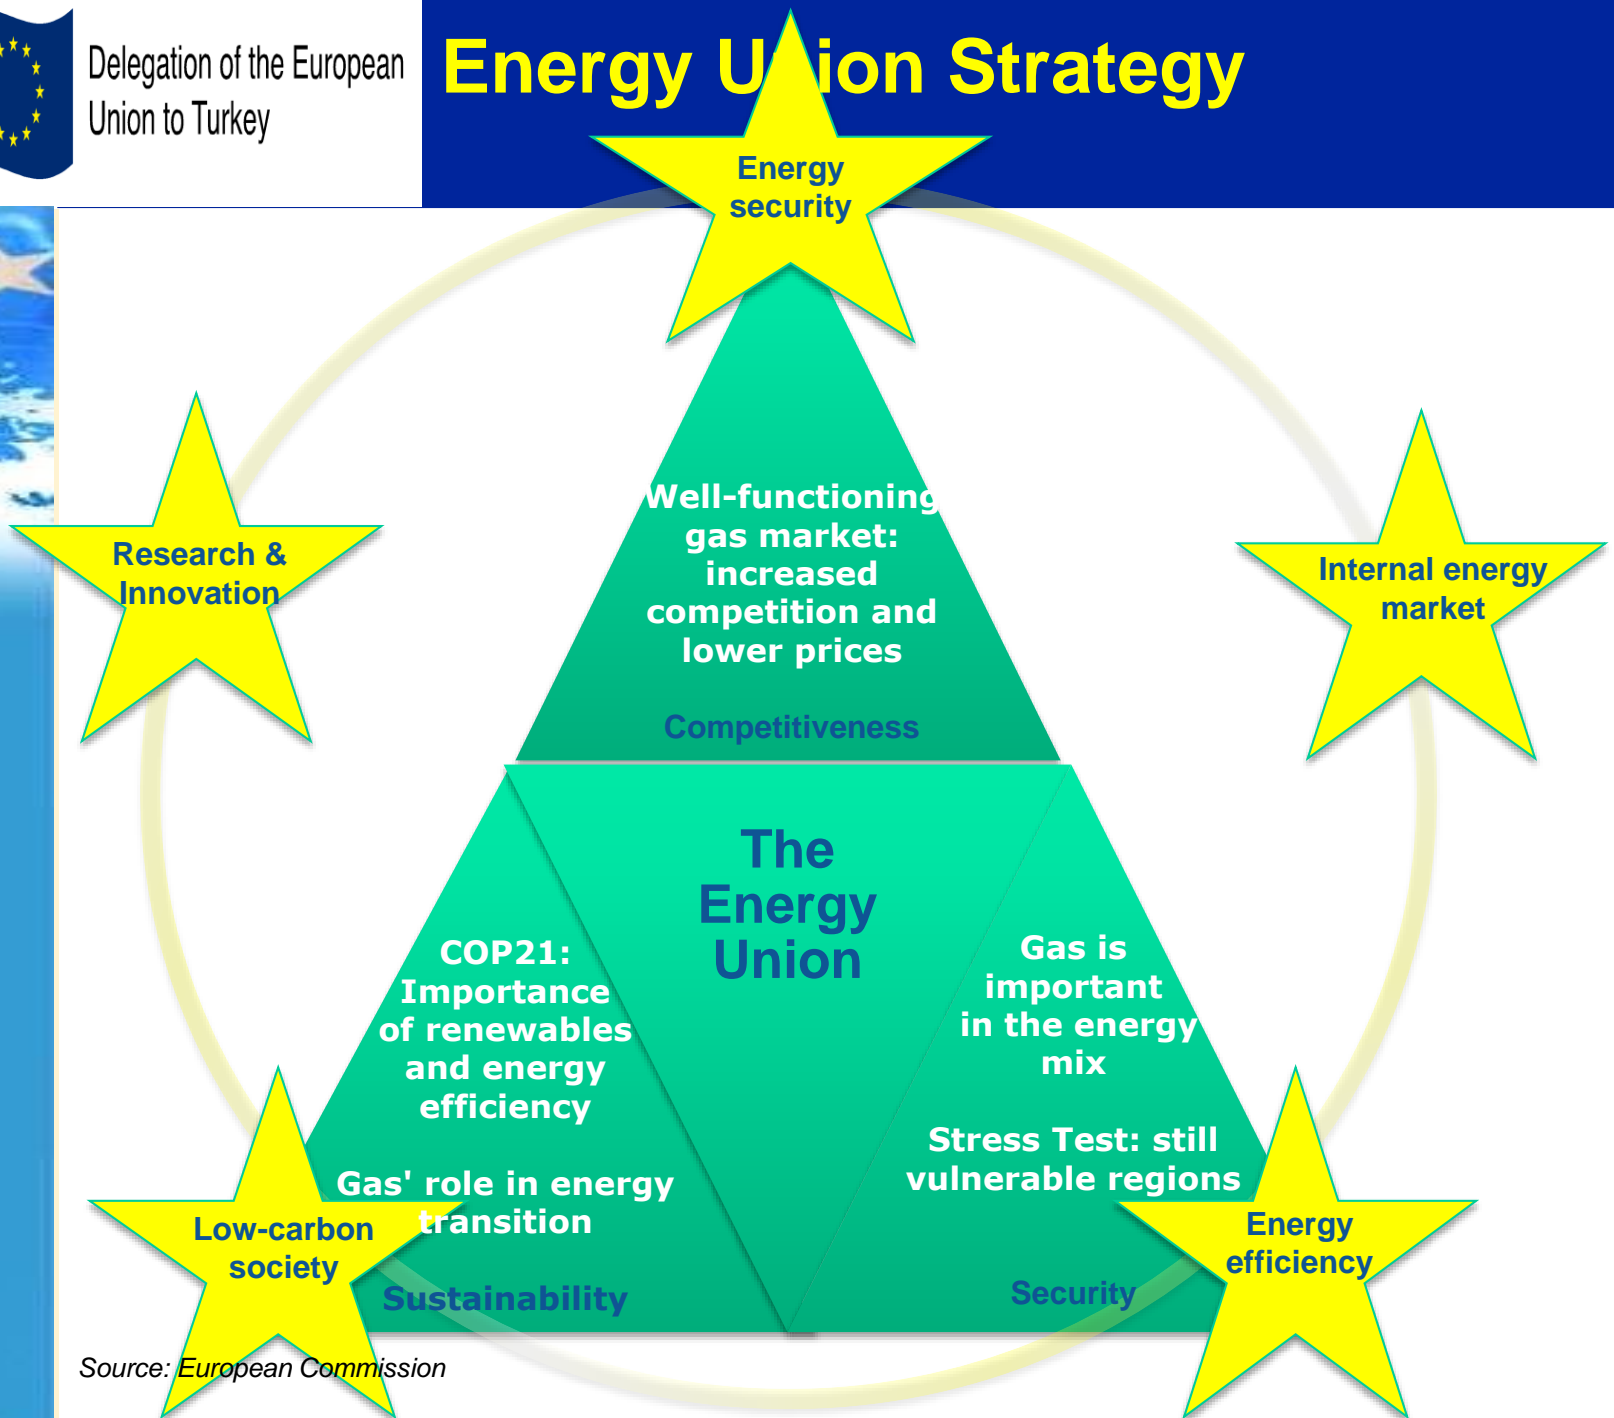 Delegation of the European
Union to Turkey
Energy Union Strategy
Energy
security
Research &
Innovation
Internal energy
market
Well-functioning
gas market:
increased
competition and
lower prices
Competitiveness
The
Energy
Union
COP21:
Importance
of renewables
and energy
efficiency
Gas' role in energy
transition
Sustainability
Gas is
important
in the energy
mix
Stress Test: still
vulnerable regions
Security
Low-carbon
society
Energy
efficiency
Source: European Commission